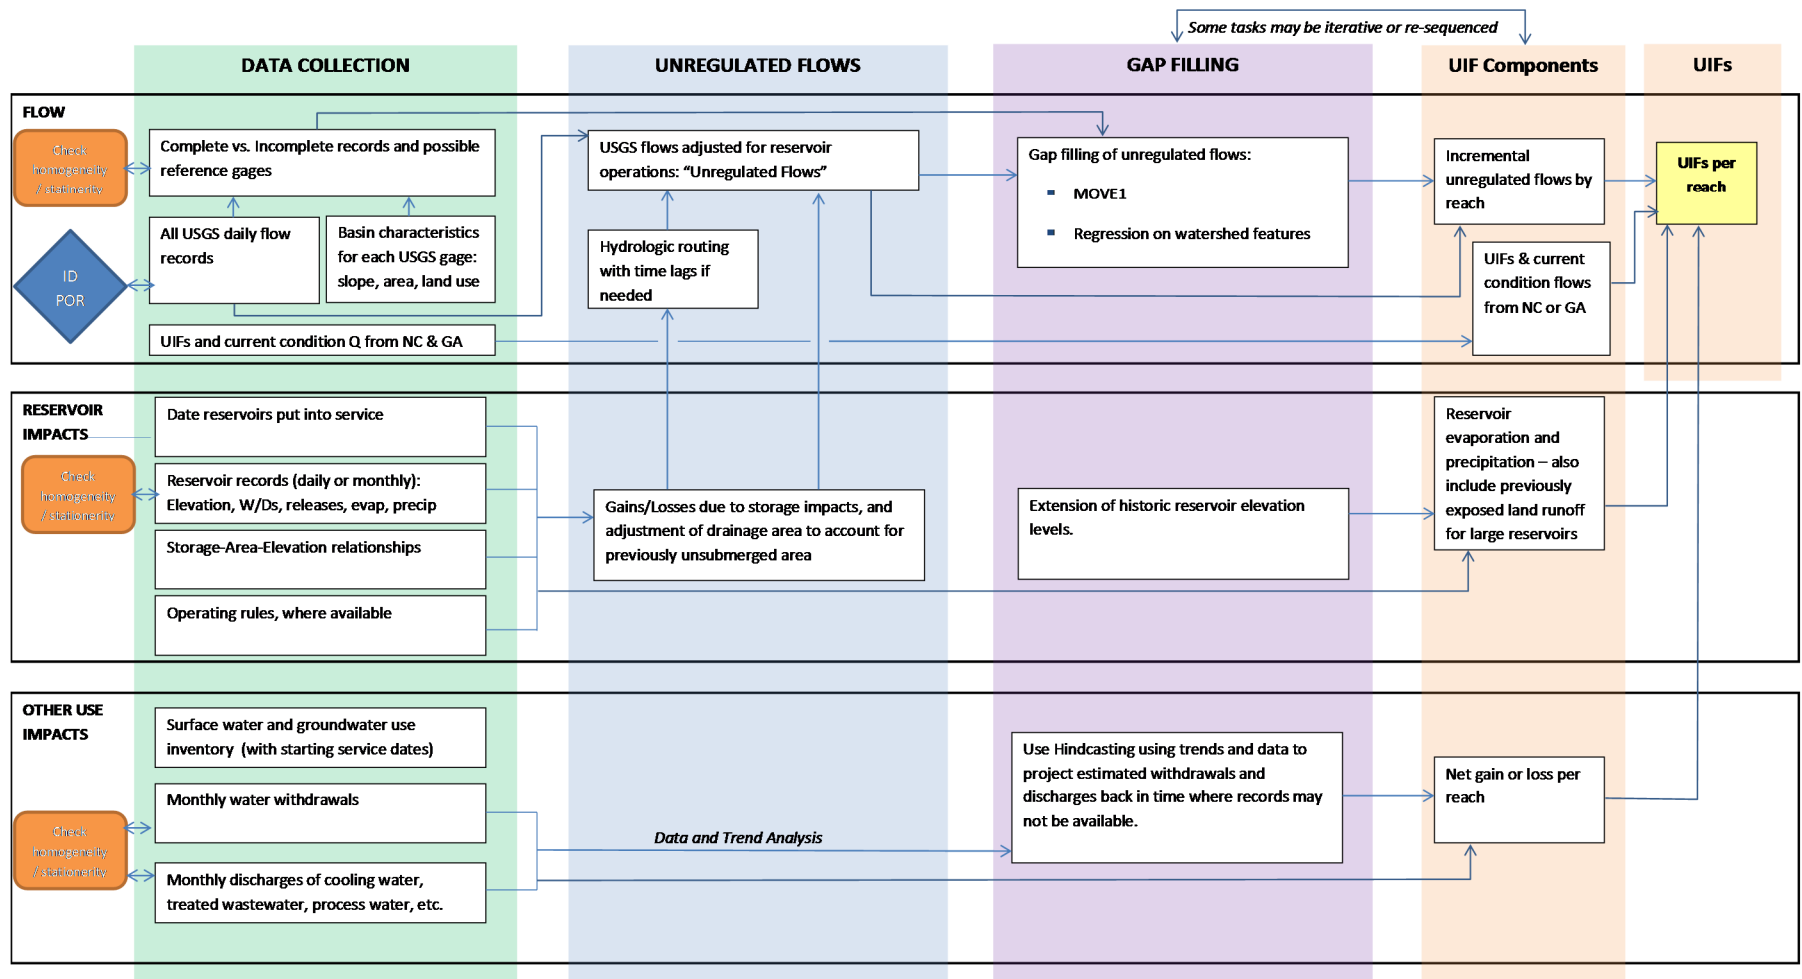 Some tasks may be iterative or re-sequenced
DATA COLLECTION
UNREGULATED FLOWS
GAP FILLING
UIF Components
UIFs
FLOW
Check
homogeneity
/ statinerity
ID
POR
Complete vs. Incomplete records and possible
reference gages
All USGS daily flow
records
Basin characteristics
for each USGS gage:
slope, area, land use
UIFs and current condition Q from NC & GA
USGS flows adjusted for reservoir
operations: “Unregulated Flows”
Hydrologic routing
with time lags if
needed
Gap filling of unregulated flows:
▪ MOVE1
▪ Regression on watershed features
Incremental
unregulated flows by
reach
UIFs & current
condition flows
from NC or GA
UIFs per
reach
RESERVOIR
IMPACTS
Check
homogeneity
/ stationerity
Date reservoirs put into service
Reservoir records (daily or monthly):
Elevation, W/Ds, releases, evap, precip
Storage-Area-Elevation relationships
Operating rules, where available
Gains/Losses due to storage impacts, and
adjustment of drainage area to account for
previously unsubmerged area
Extension of historic reservoir elevation
levels.
Reservoir
evaporation and
precipitation – also
include previously
exposed land runoff
for large reservoirs
OTHER USE
IMPACTS
Check
homogeneity
/ stationerity
Surface water and groundwater use
inventory (with starting service dates)
Monthly water withdrawals
Monthly discharges of cooling water,
treated wastewater, process water, etc.
Data and Trend Analysis
Use Hindcasting using trends and data to
project estimated withdrawals and
discharges back in time where records may
not be available.
Net gain or loss per
reach